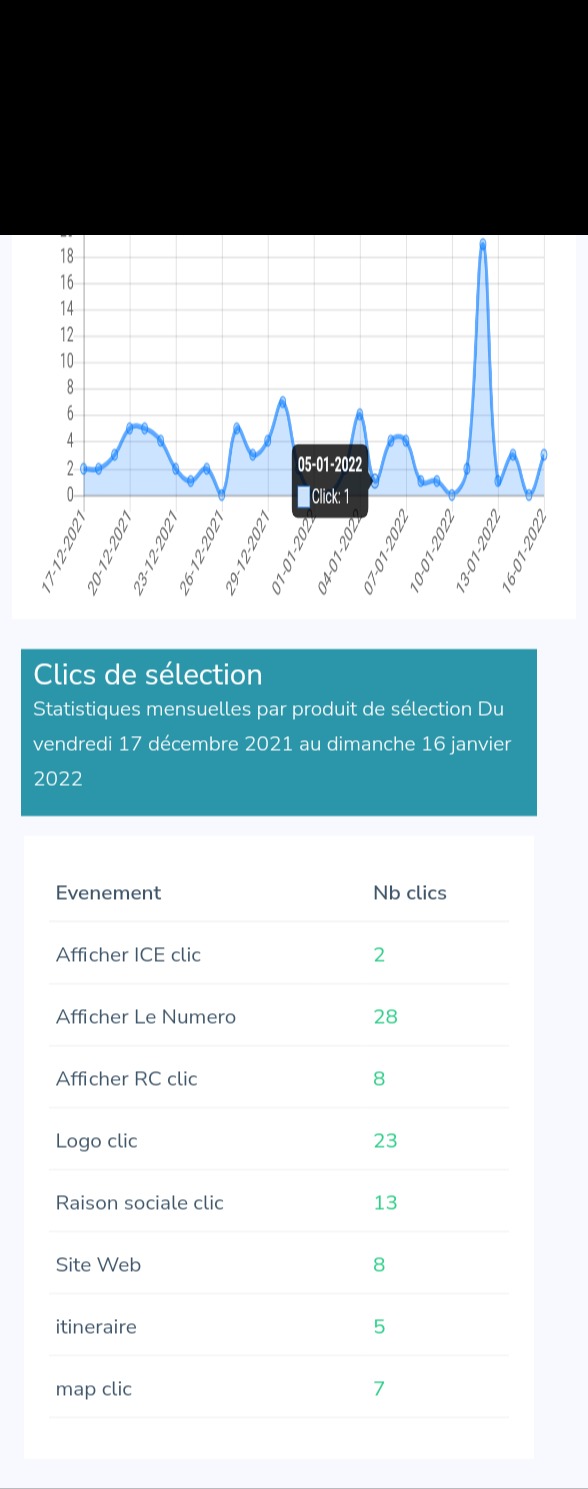 18
16
14
12
10
8
6
4
2
0
05-01-2022
Click: 1
17-12-2021
20-12-2021
23-12-2021
26-12-2021
29-12-2021
01-01-2022
04-01-2022
07-01-2022
10-01-2022
13-01-2022
16-01-2022
Clics de sélection
Statistiques mensuelles par produit de sélection Du
vendredi 17 décembre 2021 au dimanche 16 janvier
2022
Evenement Nb clics
Afficher ICE clic 2
Afficher Le Numero 28
Afficher RC clic 8
Logo clic 23
Raison sociale clic 13
Site Web 8
itineraire 5
map clic 7